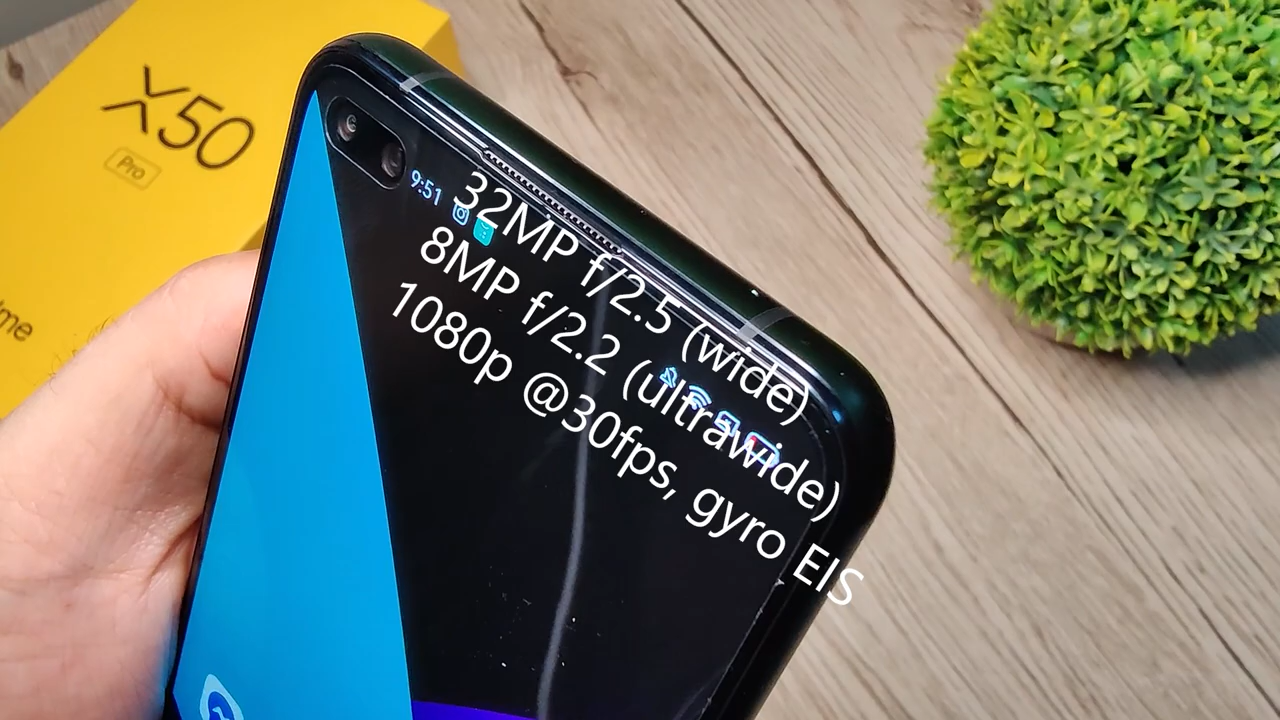 X50
Pro
me
9:51
32MP f/2.5 (wide)
8MP f/2.2 (ultrawide)
1080p @30fps, gyro EIS